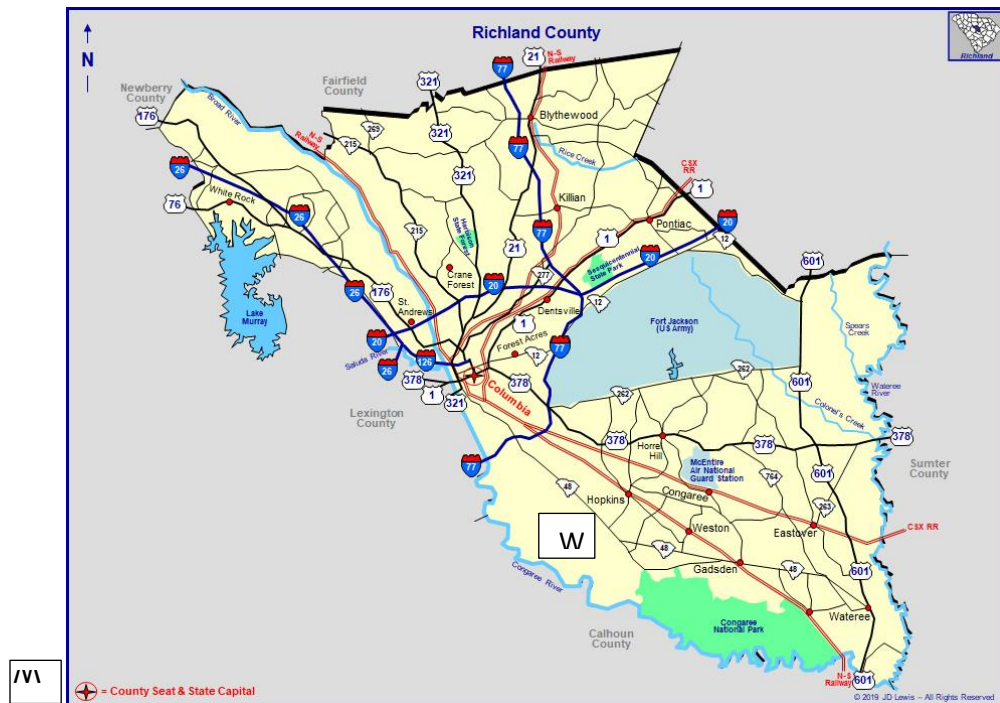 Richland County
N
Richland
Newberry
County
Fairfield
County
321
77
21
N-S
Railway
176
Broad River
N-S
Railway
215
269
321
77
Blythewood
Rice Creek
CSX
RR
1
26
76
White Rock
26
321
Killian
Pontiac
20
12
215
Harbison
State Forest
21
77
1
20
277
Sesquicentennial
State Park
601
Crane
Forest
20
26
176
St.
Andrews
Lake
Murray
Dentsville
12
1
Fort Jackson
(US Army)
Spears
Creek
20
126
26
Saluda River
Forest Acres
12
77
378
1
321
Columbia
378
262
262
601
Colonel's Creek
Wateree
River
Lexington
County
378
Horrel
Hill
378
378
77
McEntire
Air National
Guard Station
764
601
Sumter
County
48
Hopkins
Congaree
263
W
Weston
Eastover
CSX RR
48
Gadsden
48
601
Congaree River
Wateree
Calhoun
County
Congaree
National Park
N-S
Railway
601
= County Seat & State Capital
© 2019 JD Lewis – All Rights Reserved